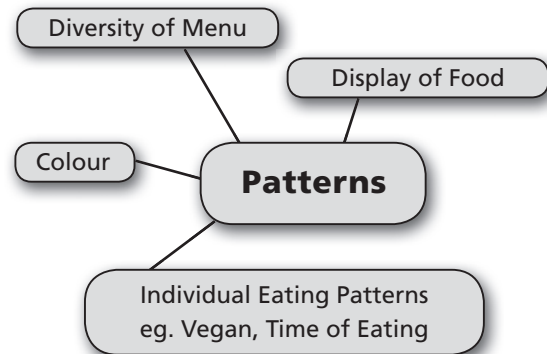 Diversity of Menu
Display of Food
Colour
Patterns
Individual Eating Patterns
eg. Vegan, Time of Eating